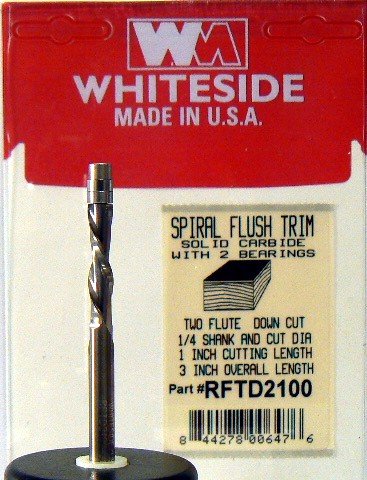 WHITESIDE
MADE IN U.S.A.
SPIRAL FLUSH TRIM
SOLID CARBIDE
WITH 2 BEARINGS
TWO FLUTE DOWN CUT
1/4 SHANK AND CUT DIA
1 INCH CUTTING LENGTH
3 INCH OVERALL LENGTH
Part #RFTD2100
8 44278 00647 6